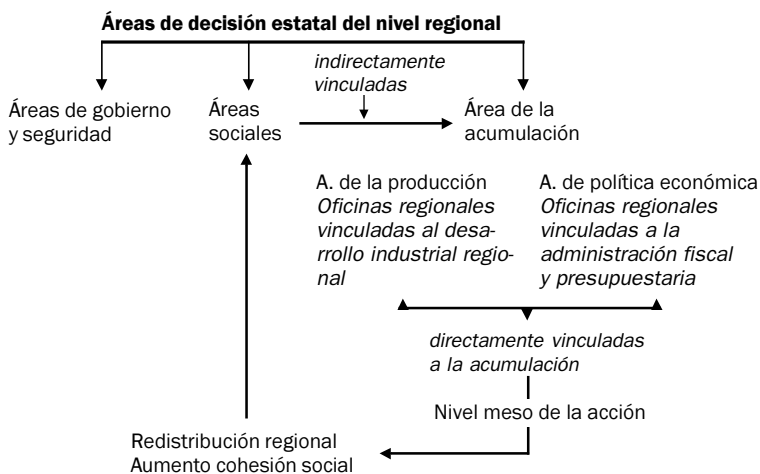 Áreas de decisión estatal del nivel regional
indirectamente
vinculadas
Áreas de gobierno
y seguridad
Áreas
sociales
Área de la
acumulación
A. de la producción
Oficinas regionales
vinculadas al desa-
rrollo industrial regio-
nal
A. de política económica
Oficinas regionales
vinculadas a la
administración fiscal
y presupuestaria
directamente vinculadas
a la acumulación
Nivel meso de la acción
Redistribución regional
Aumento cohesión social